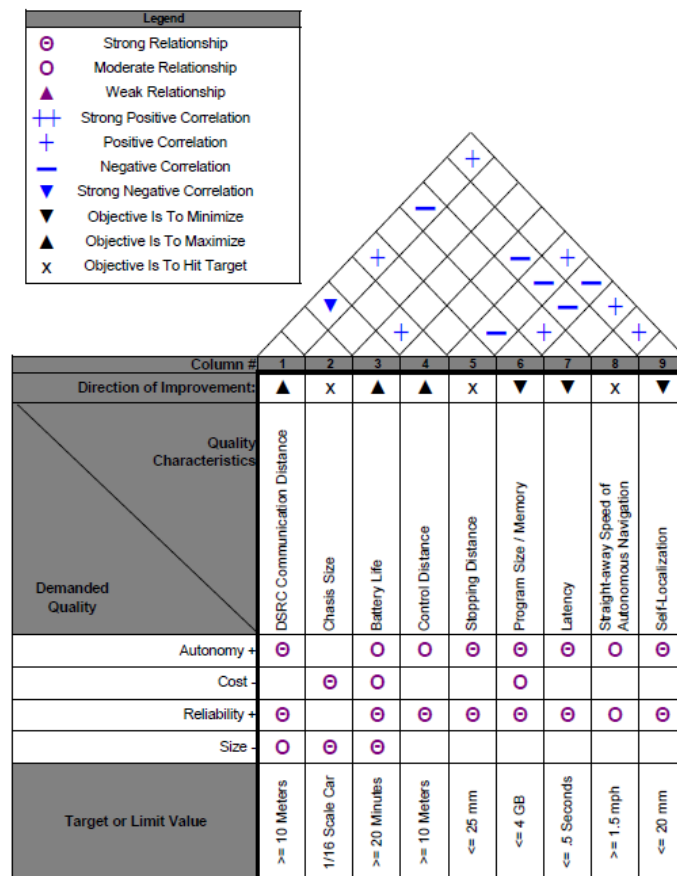 Legend
Θ Strong Relationship
Ο Moderate Relationship
▲ Weak Relationship
┼┼ Strong Positive Correlation
┼ Positive Correlation
▬ Negative Correlation
▼ Strong Negative Correlation
▼ Objective Is To Minimize
▲ Objective Is To Maximize
x Objective Is To Hit Target
Column # 1 2 3 4 5 6 7 8 9
Direction of Improvement: ▲ x ▲ ▲ x ▼ ▼ x ▼
Quality
Characteristics
Demanded
Quality
DSRC Communication Distance
Chasis Size
Battery Life
Control Distance
Stopping Distance
Program Size / Memory
Latency
Straight-away Speed of
Autonomous Navigation
Self-Localization
Autonomy + Θ Ο Ο Θ Θ Θ Ο Θ
Cost - Θ Ο Ο
Reliability + Θ Θ Θ Θ Θ Θ Ο Θ
Size - Ο Θ Θ
Target or Limit Value
>= 10 Meters
1/16 Scale Car
>= 20 Minutes
>= 10 Meters
<= 25 mm
<= 4 GB
<= .5 Seconds
>= 1.5 mph
<= 20 mm